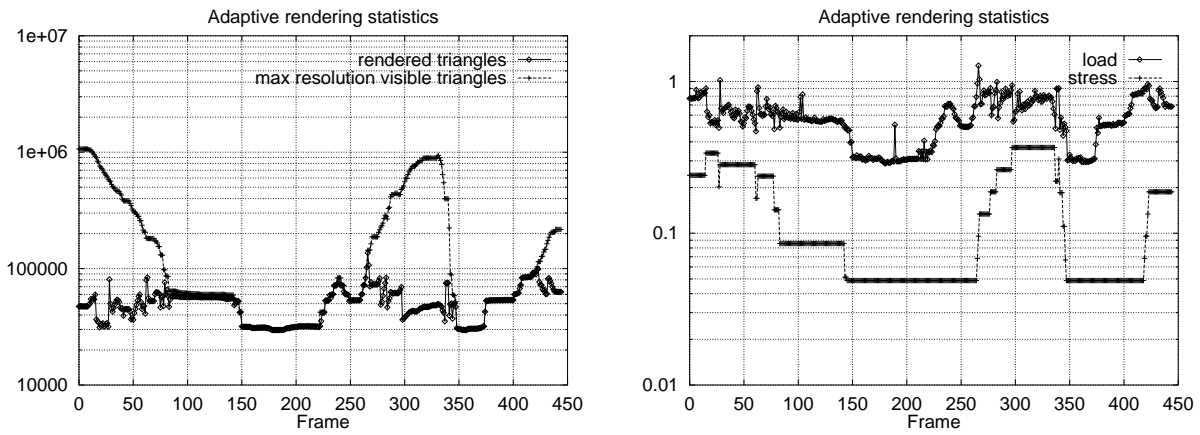 Adaptive rendering statistics
1e+07
1e+06
100000
10000
rendered triangles
max resolution visible triangles
0 50 100 150 200 250 300 350 400 450
Frame
Adaptive rendering statistics
1
0.1
0.01
load
stress
0 50 100 150 200 250 300 350 400 450
Frame